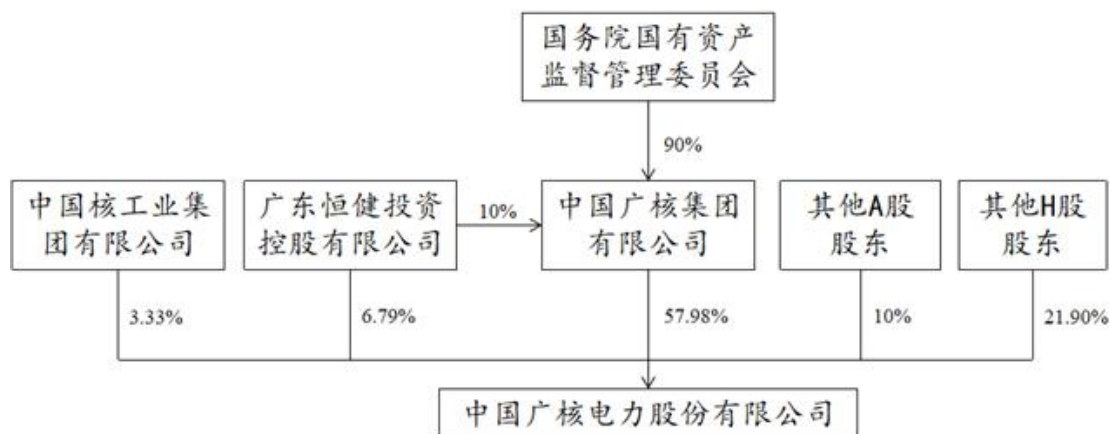 国务院国有资产
监督管理委员会
90%
中国核工业集
团有限公司
广东恒健投资
控股有限公司
10%
中国广核集团
有限公司
其他A股
股东
其他H股
股东
3.33%
6.79%
57.98%
10%
21.90%
中国广核电力股份有限公司